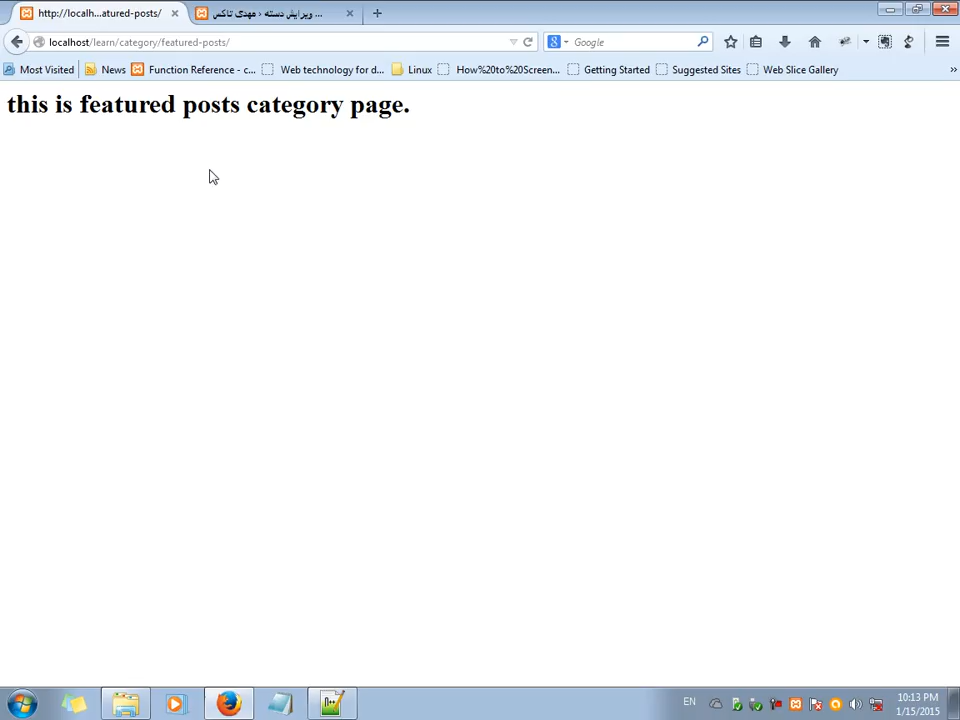 http://localh...atured-posts/
ویرایش دسته ‹ مهدی تاکس ...
localhost/learn/category/featured-posts/
Google
Most Visited
News
Function Reference - c...
Web technology for d...
Linux
How%20to%20Screen...
Getting Started
Suggested Sites
Web Slice Gallery
this is featured posts category page.
EN
10:13 PM
1/15/2015